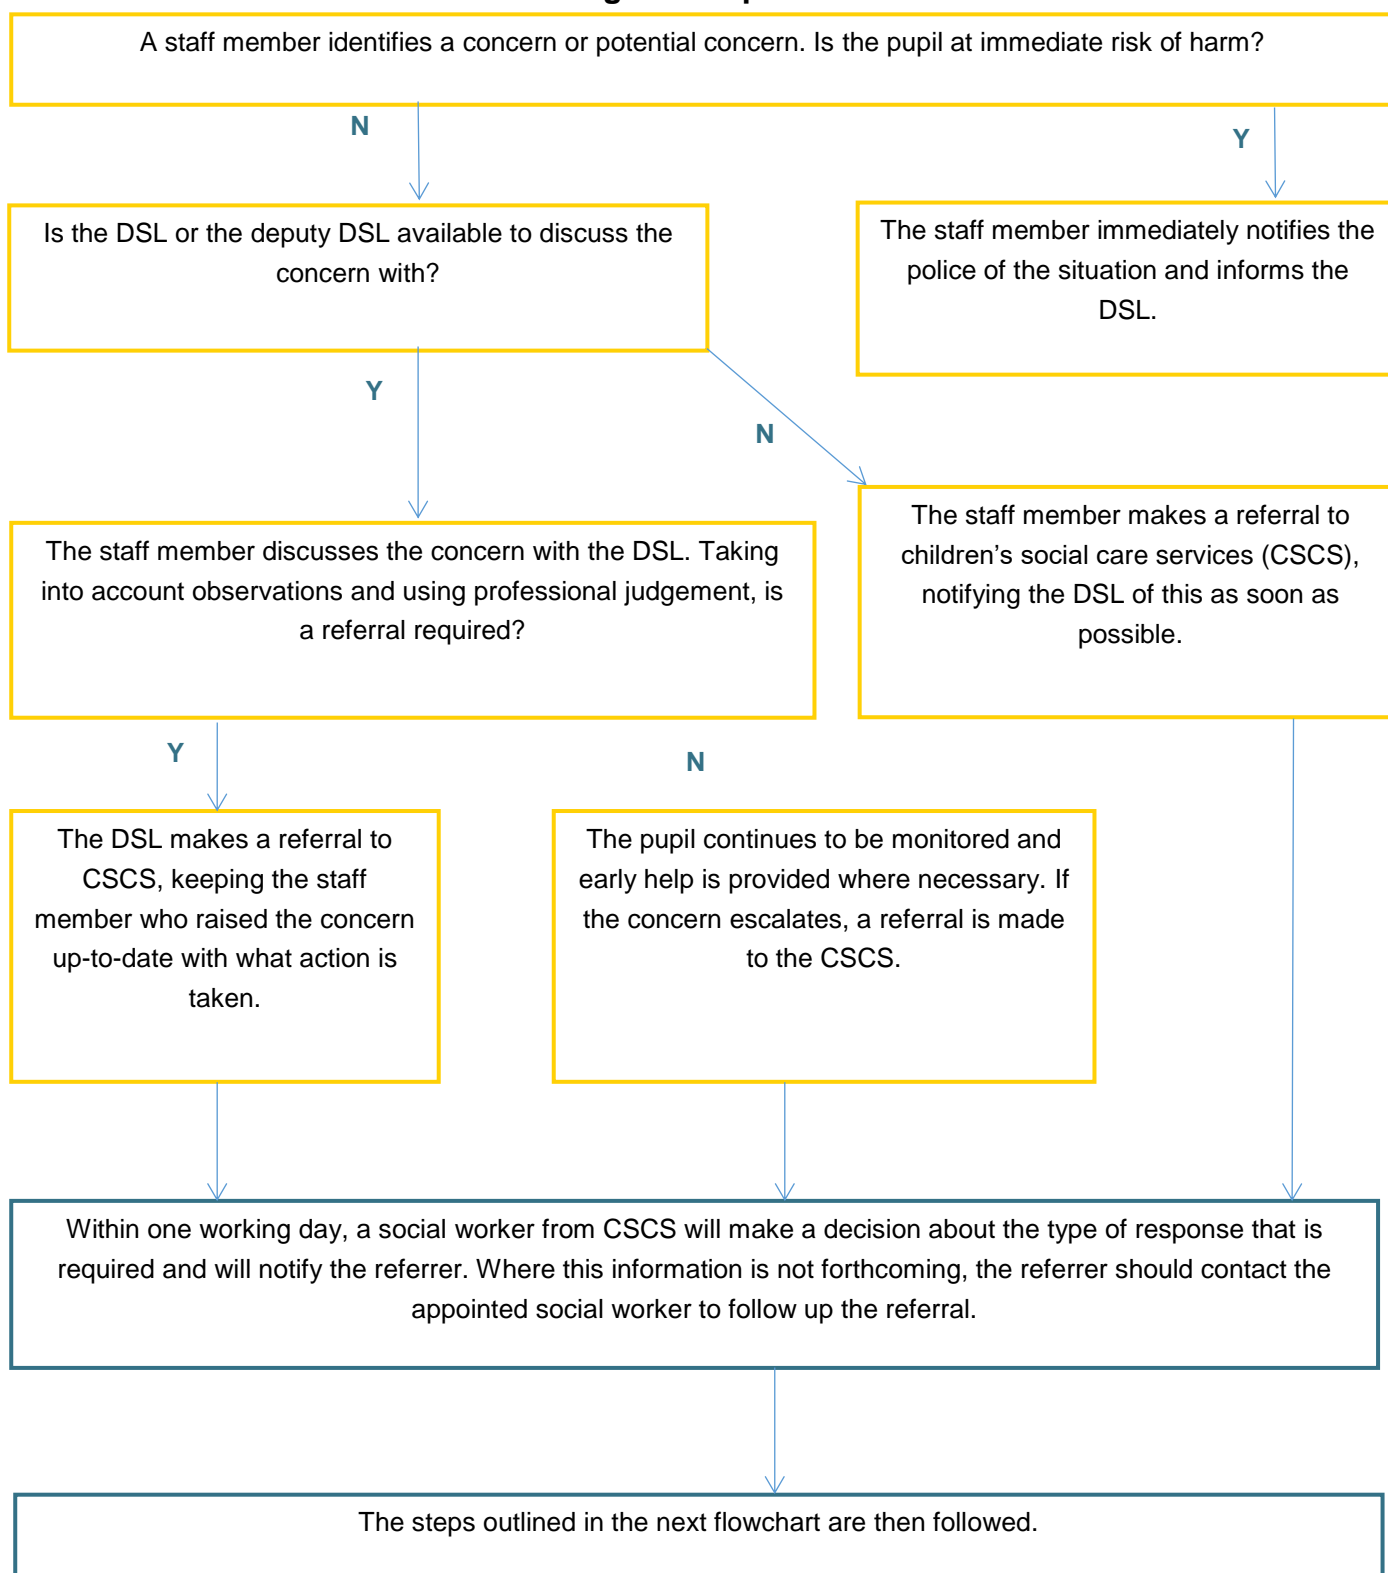 A staff member identifies a concern or potential concern. Is the pupil at immediate risk of harm?
N
Y
Is the DSL or the deputy DSL available to discuss the
concern with?
The staff member immediately notifies the
police of the situation and informs the
DSL.
Y
N
The staff member discusses the concern with the DSL. Taking
into account observations and using professional judgement, is
a referral required?
The staff member makes a referral to
children’s social care services (CSCS),
notifying the DSL of this as soon as
possible.
Y
N
The DSL makes a referral to
CSCS, keeping the staff
member who raised the concern
up-to-date with what action is
taken.
The pupil continues to be monitored and
early help is provided where necessary. If
the concern escalates, a referral is made
to the CSCS.
Within one working day, a social worker from CSCS will make a decision about the type of response that is
required and will notify the referrer. Where this information is not forthcoming, the referrer should contact the
appointed social worker to follow up the referral.
The steps outlined in the next flowchart are then followed.